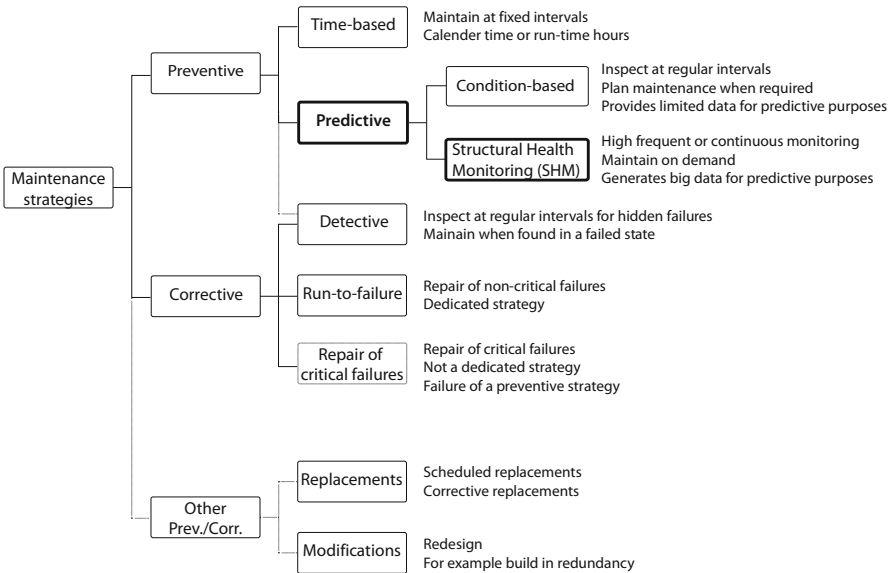 Time-based
Maintain at fixed intervals
Calender time or run-time hours
Preventive
Condition-based
Inspect at regular intervals
Plan maintenance when required
Provides limited data for predictive purposes
Predictive
Structural Health
Monitoring (SHM)
High frequent or continuous monitoring
Maintain on demand
Generates big data for predictive purposes
Maintenance
strategies
Detective
Inspect at regular intervals for hidden failures
Mainain when found in a failed state
Corrective
Run-to-failure
Repair of non-critical failures
Dedicated strategy
Repair of
critical failures
Repair of critical failures
Not a dedicated strategy
Failure of a preventive strategy
Replacements
Scheduled replacements
Corrective replacements
Other
Prev./Corr.
Modifications
Redesign
For example build in redundancy